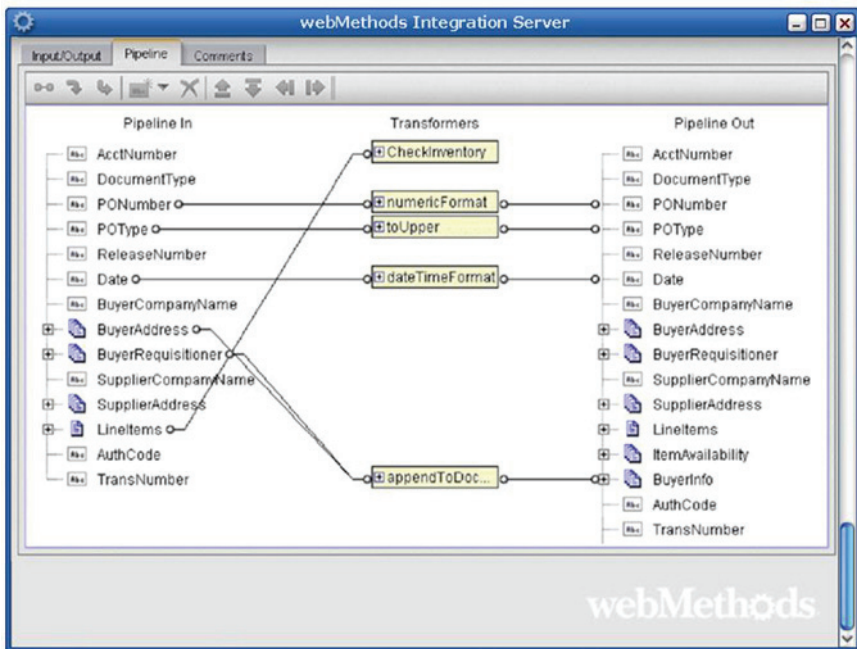 webMethods Integration Server
Input/Output Pipeline Comments
Pipeline In Transformers Pipeline Out
AcctNumber CheckInventory AcctNumber
DocumentType DocumentType
PONumber numericFormat PONumber
POType toUpper POType
ReleaseNumber ReleaseNumber
Date dateTimeFormat Date
BuyerCompanyName BuyerCompanyName
BuyerAddress BuyerAddress
BuyerRequisitioner BuyerRequisitioner
SupplierCompanyName SupplierCompanyName
SupplierAddress SupplierAddress
LineItems LineItems
AuthCode ItemAvailability
TransNumber appendToDoc... BuyerInfo
AuthCode
TransNumber
webMethods